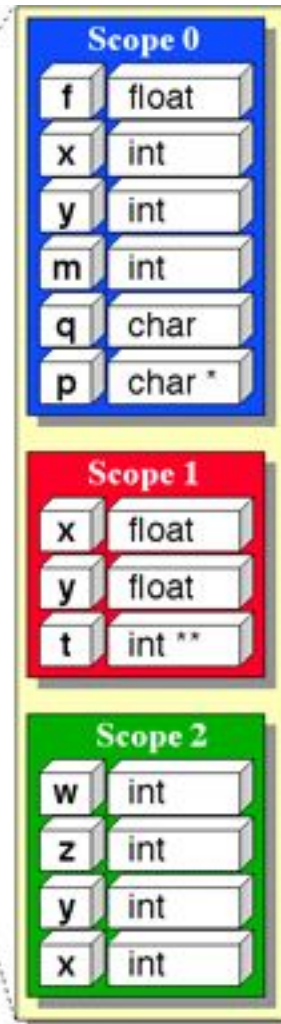 Scope 0
f float
x int
y int
m int
q char
p char *
Scope 1
x float
y float
t int **
Scope 2
w int
z int
y int
x int